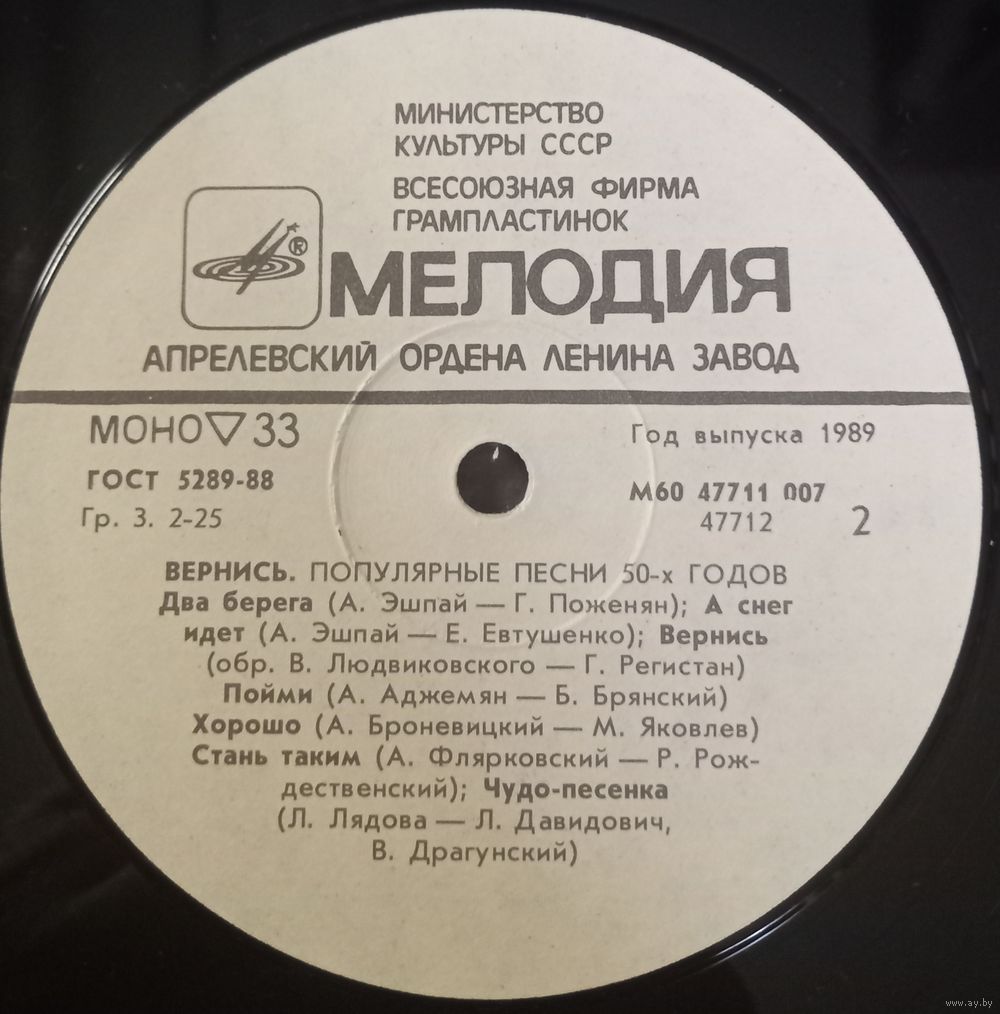 МИНИСТЕРСТВО
КУЛЬТУРЫ СССР
ВСЕСОЮЗНАЯ ФИРМА
ГРАМПЛАСТИНОК
®
МЕЛОДИЯ
АПРЕЛЕВСКИЙ ОРДЕНА ЛЕНИНА ЗАВОД
МОНО ▽ 33
ГОСТ 5289-88
Гр. 3. 2-25
Год выпуска 1989
М60 47711 007
47712
2
ВЕРНИСЬ. ПОПУЛЯРНЫЕ ПЕСНИ 50-х ГОДОВ
Два берега (А. Эшпай — Г. Поженян); А снег
идет (А. Эшпай — Е. Евтушенко); Вернись
(обр. В. Людвиковского — Г. Регистан)
Пойми (А. Аджемян — Б. Брянский)
Хорошо (А. Броневицкий — М. Яковлев)
Стань таким (А. Флярковский — Р. Рож-
дественский); Чудо-песенка
(Л. Лядова — Л. Давидович,
В. Драгунский)
www.ay.by